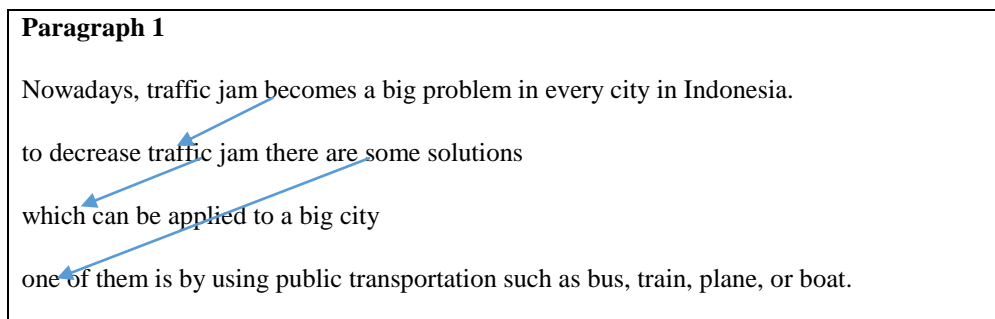 Paragraph 1
Nowadays, traffic jam becomes a big problem in every city in Indonesia.
to decrease traffic jam there are some solutions
which can be applied to a big city
one of them is by using public transportation such as bus, train, plane, or boat.